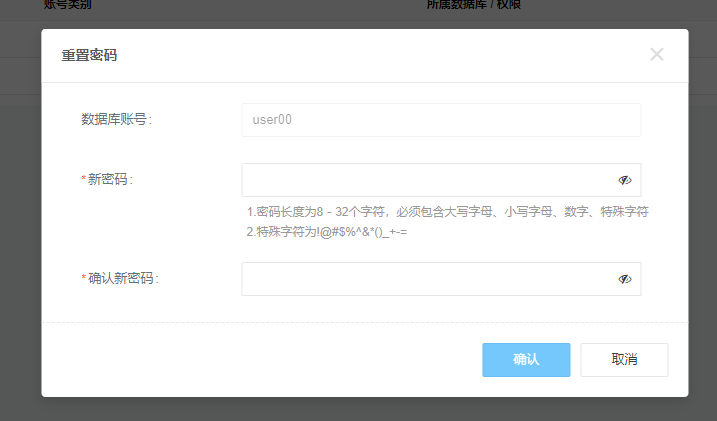 账号类别
所属数据库 / 权限
重置密码
数据库账号:
user00
*新密码:
1.密码长度为8－32个字符，必须包含大写字母、小写字母、数字、特殊字符
2.特殊字符为!@#$%^&*()_+-=
*确认新密码:
确认
取消